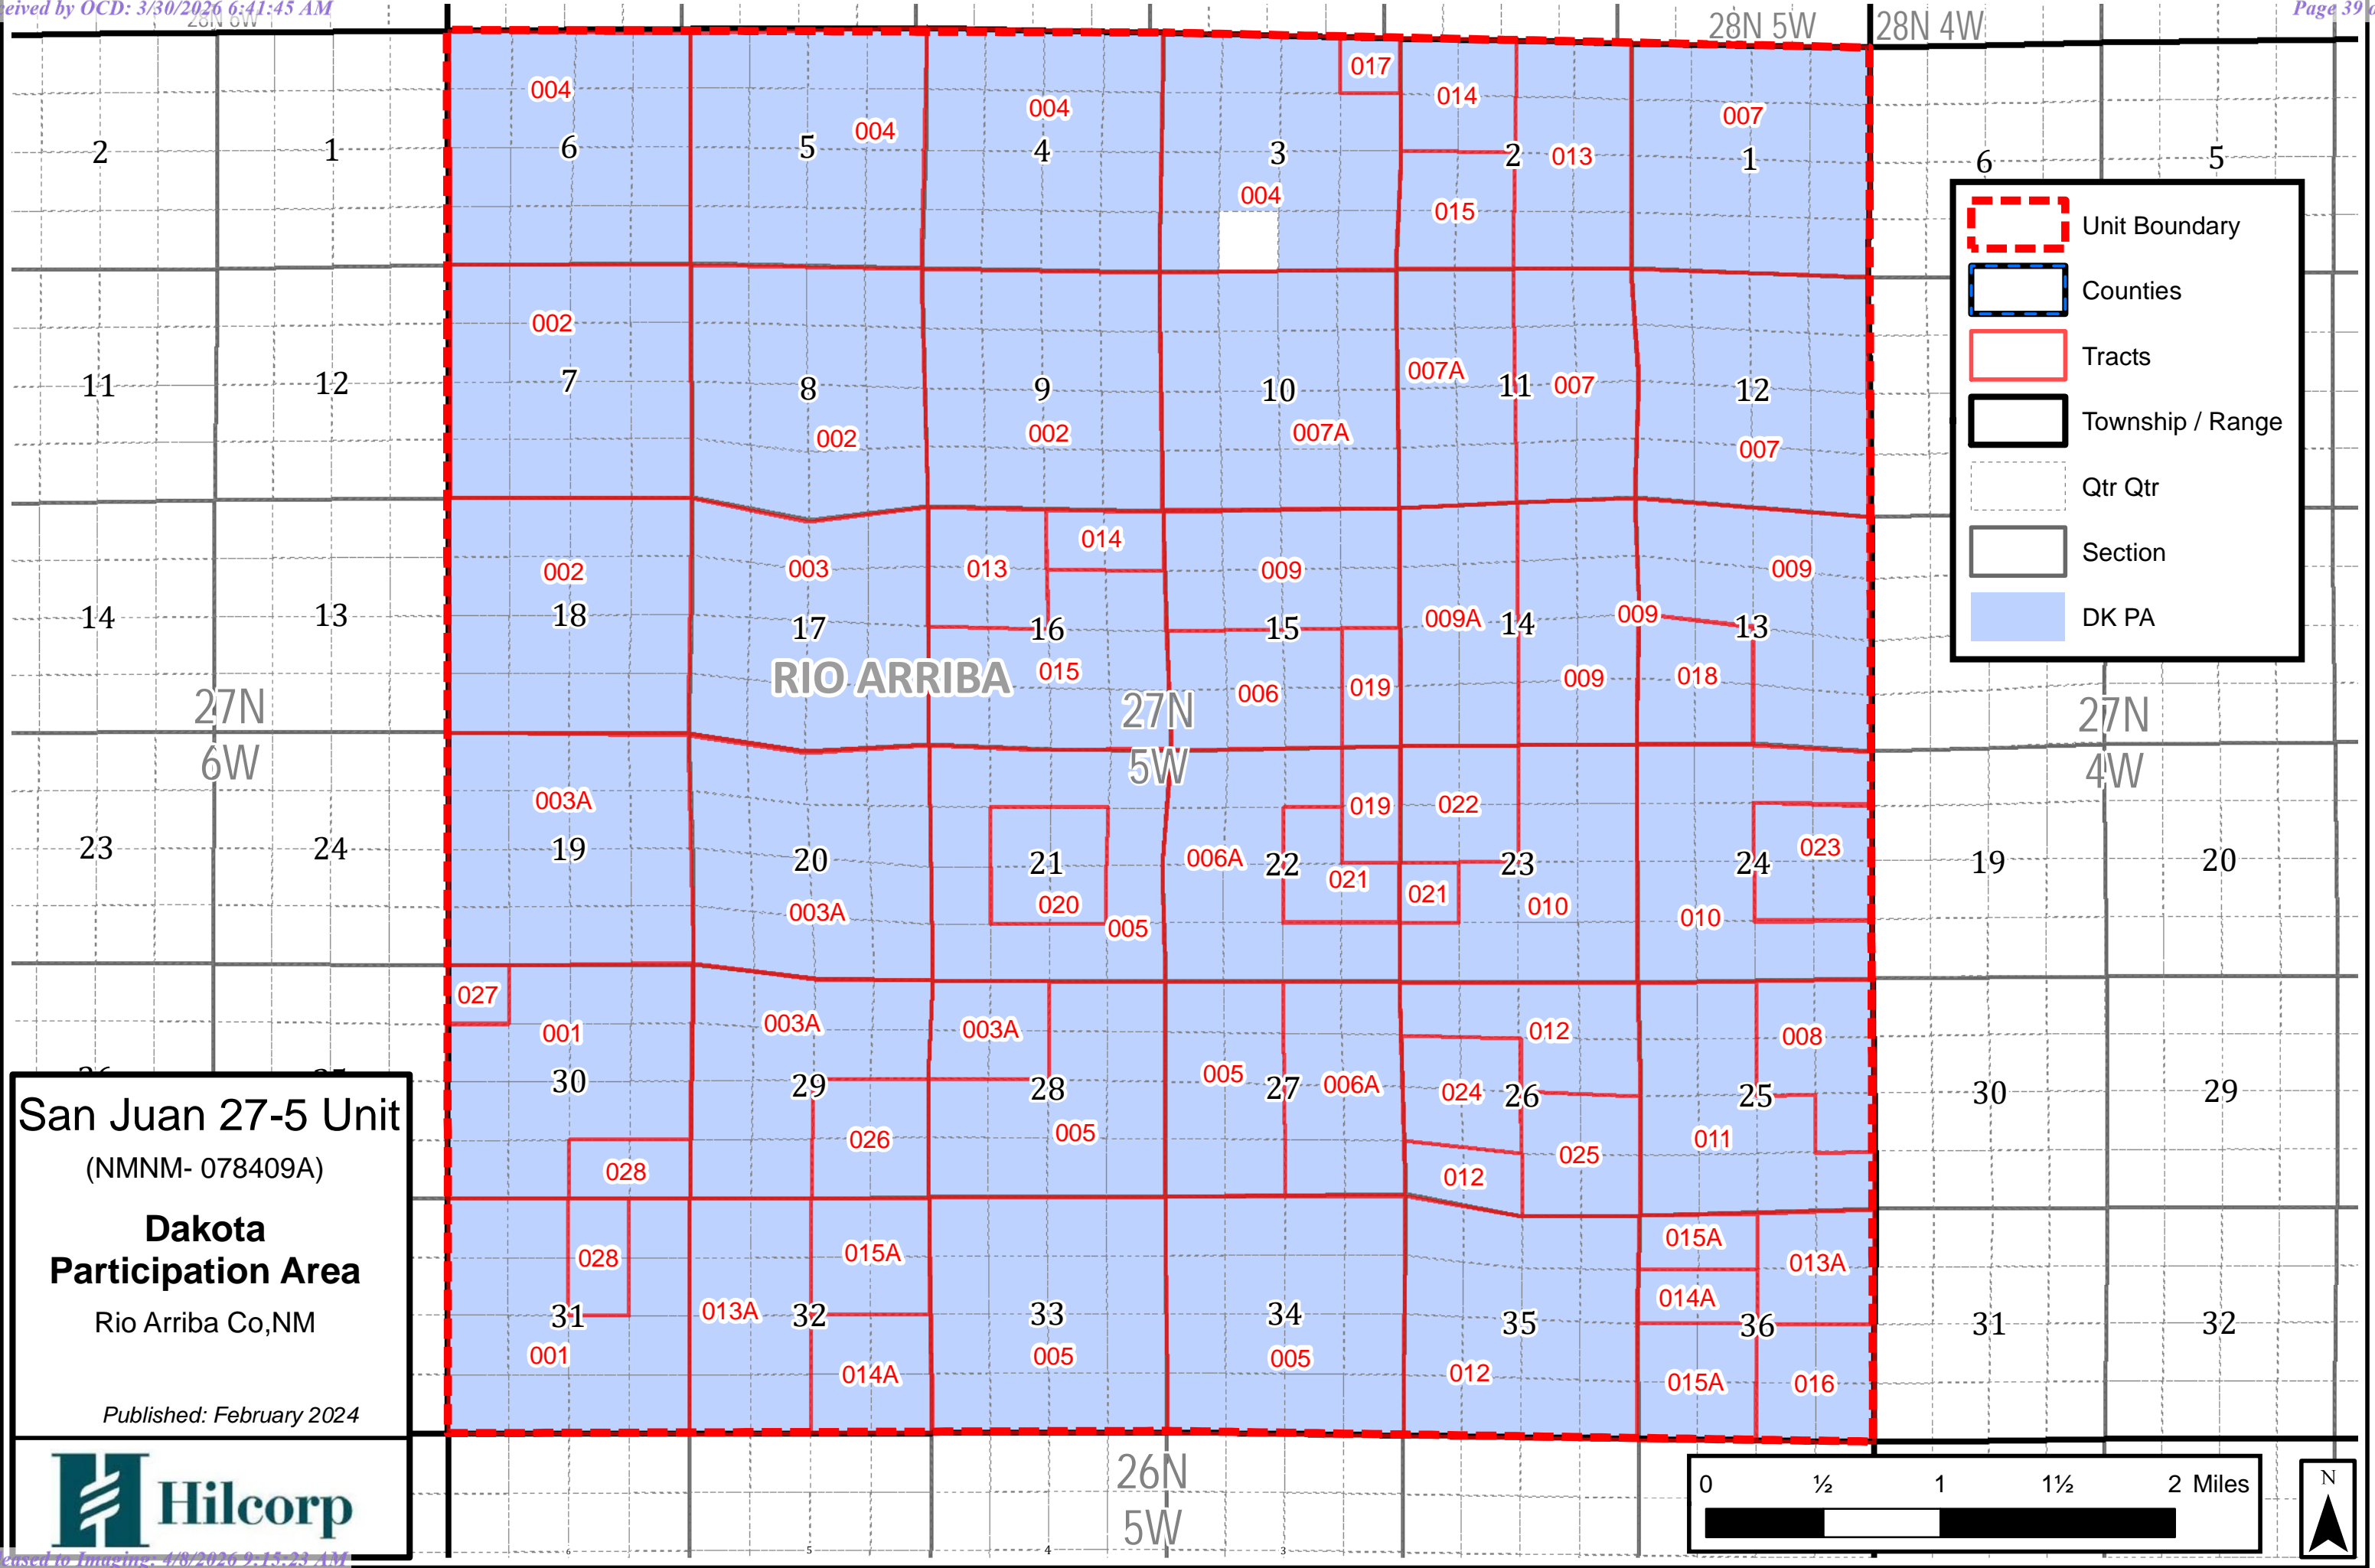 eived by OCD: 3/30/2026 6:41:45 AM
Page 39
28N 6W
28N 5W
28N 4W
017
004
014
004
007
004
2
1
6
5
4
3
2
013
1
6
5
004
015
Unit Boundary
Counties
Tracts
Township / Range
Qtr Qtr
Section
DK PA
002
007A
11
12
7
8
9
10
11
007
12
002
002
007A
007
014
002
003
013
009
009
14
13
18
17
16
15
009A
14
009
13
RIO ARRIBA
015
006
019
009
018
27N
6W
27N
5W
27N
4W
003A
019
022
023
23
24
19
20
21
006A
22
23
24
19
20
021
021
003A
020
005
010
010
027
001
003A
003A
012
008
30
29
28
005
27
006A
024
26
25
30
29
026
005
011
028
012
025
015A
013A
028
015A
014A
31
013A
32
33
34
35
36
31
32
001
014A
005
005
012
015A
016
San Juan 27-5 Unit
(NMNM- 078409A)
Dakota
Participation Area
Rio Arriba Co,NM
Published: February 2024
Hilcorp
26N
5W
0 ½ 1 1½ 2 Miles
N
5
4
3
eased to Imaging: 4/8/2026 9:15:23 AM